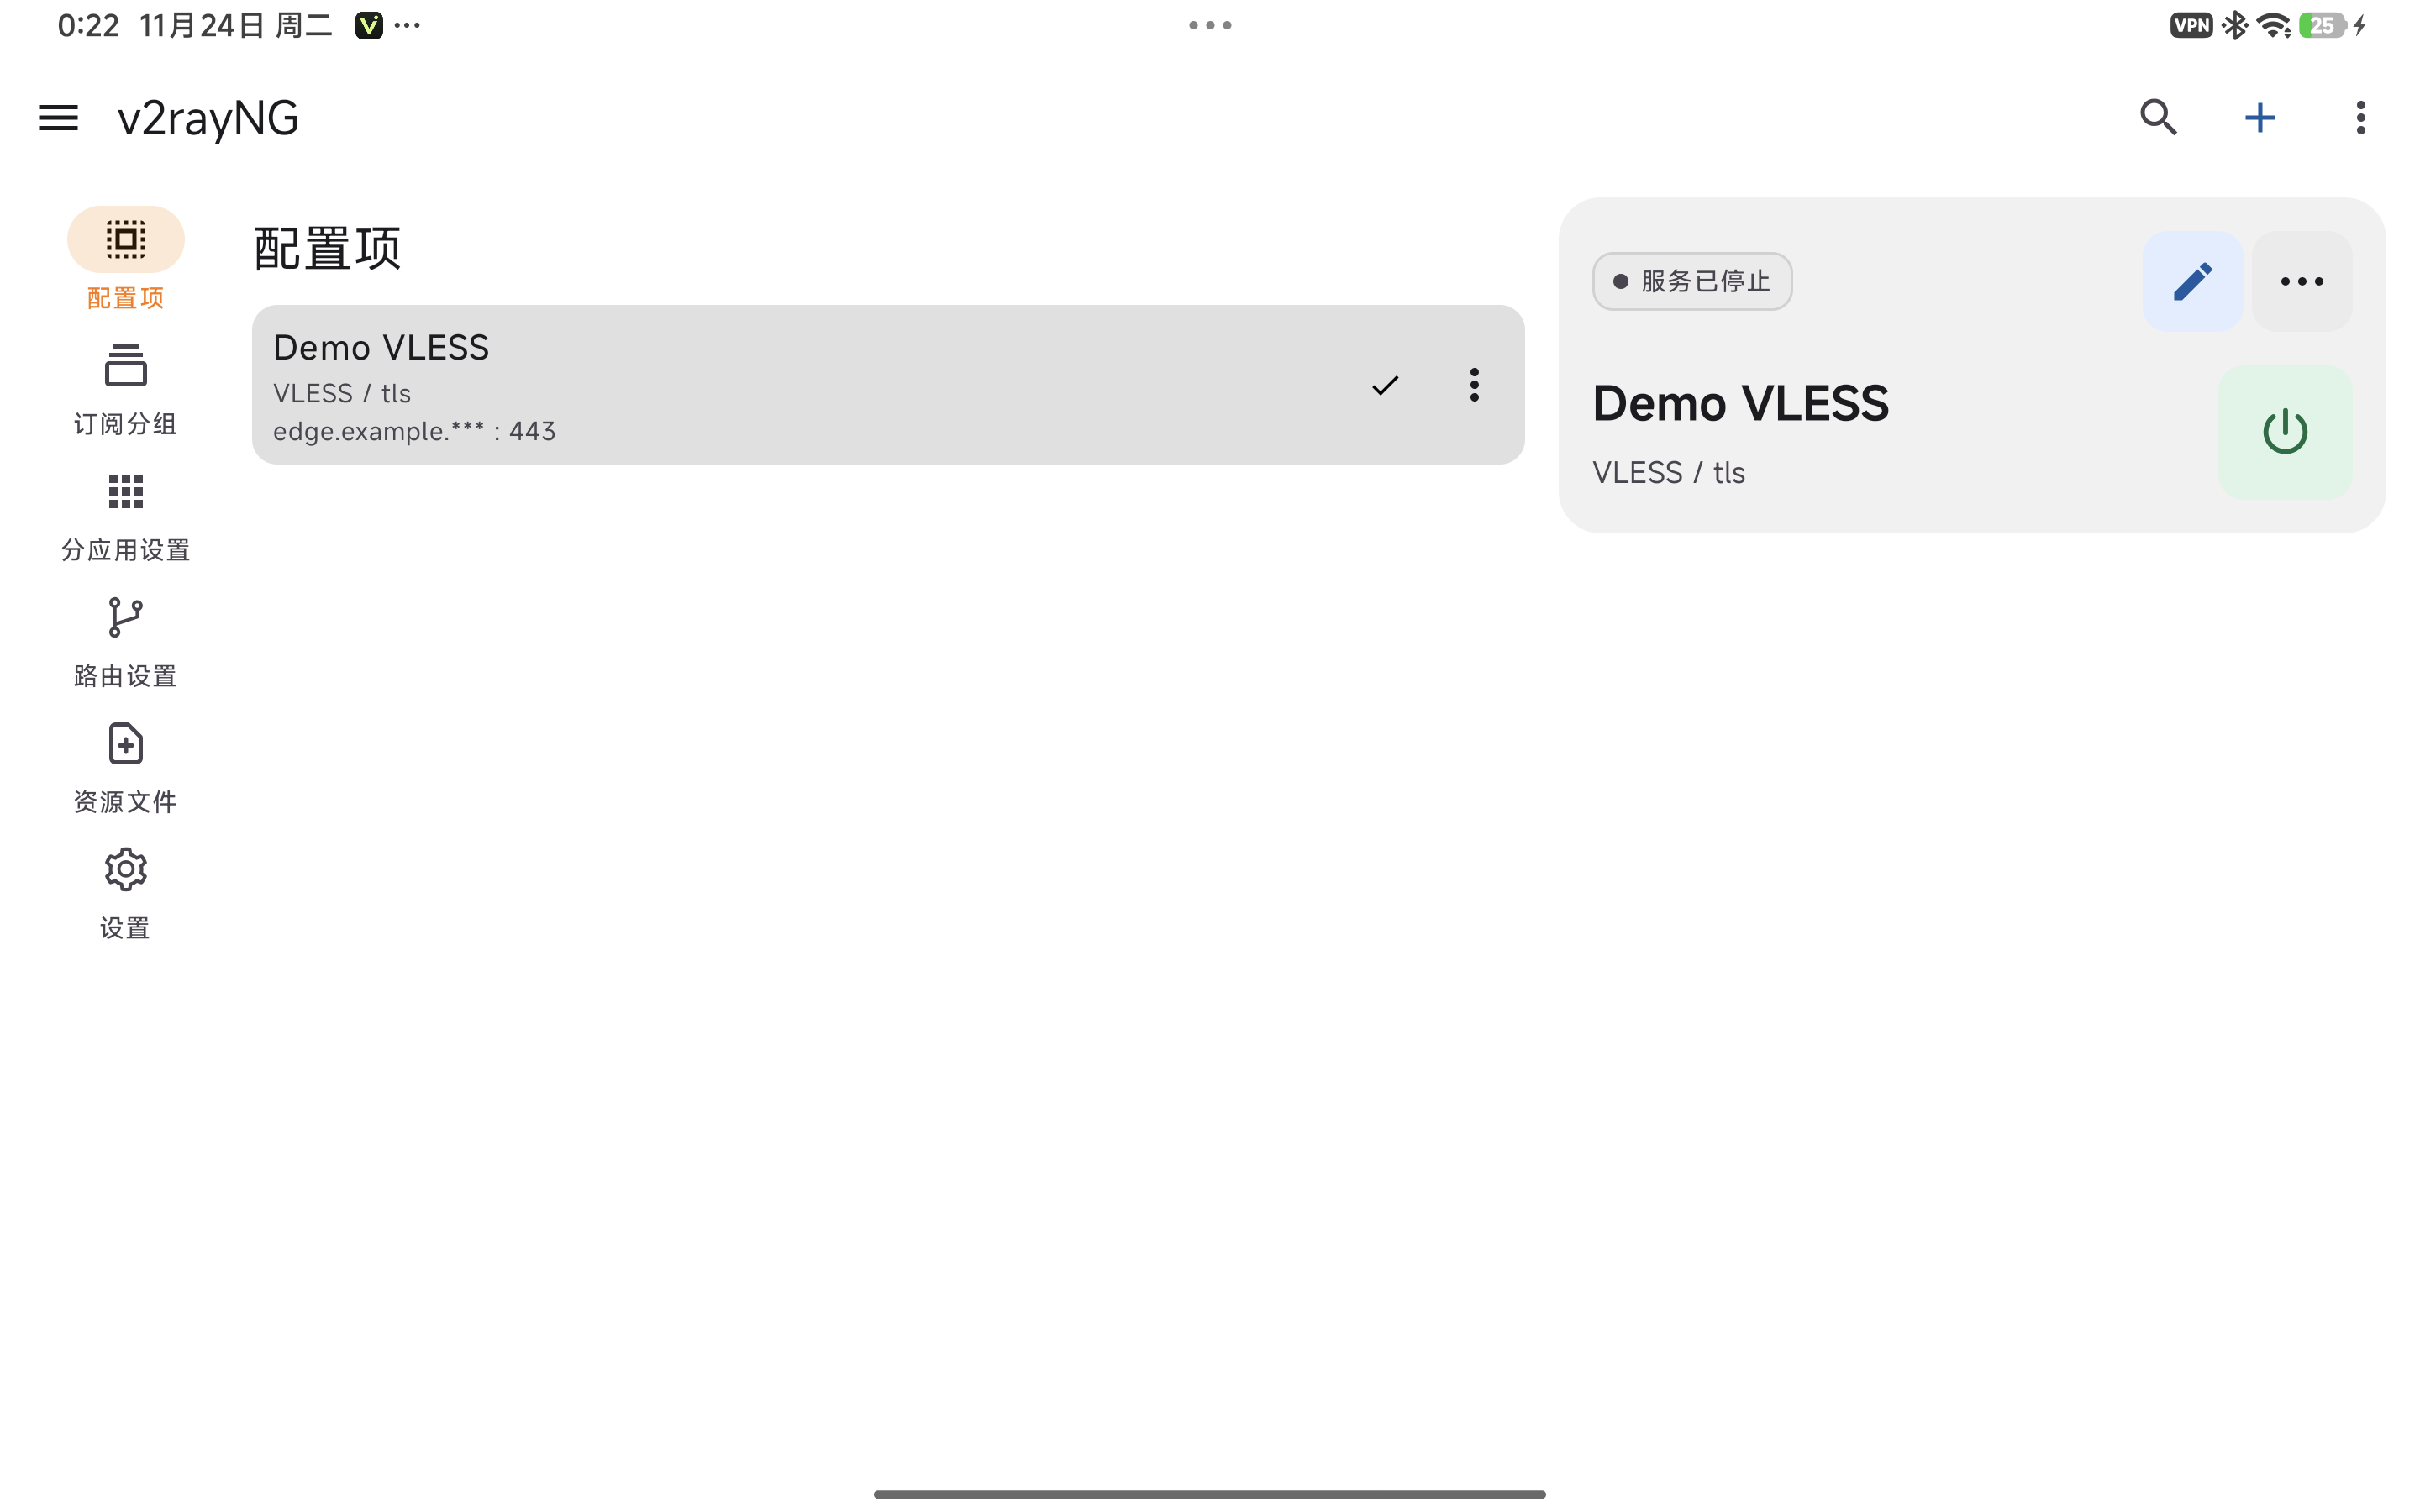 0:22 11月24日 周二
VPN 25
v2rayNG
配置项
订阅分组
分应用设置
路由设置
资源文件
设置
配置项
Demo VLESS
VLESS / tls
edge.example.*** : 443
服务已停止
Demo VLESS
VLESS / tls